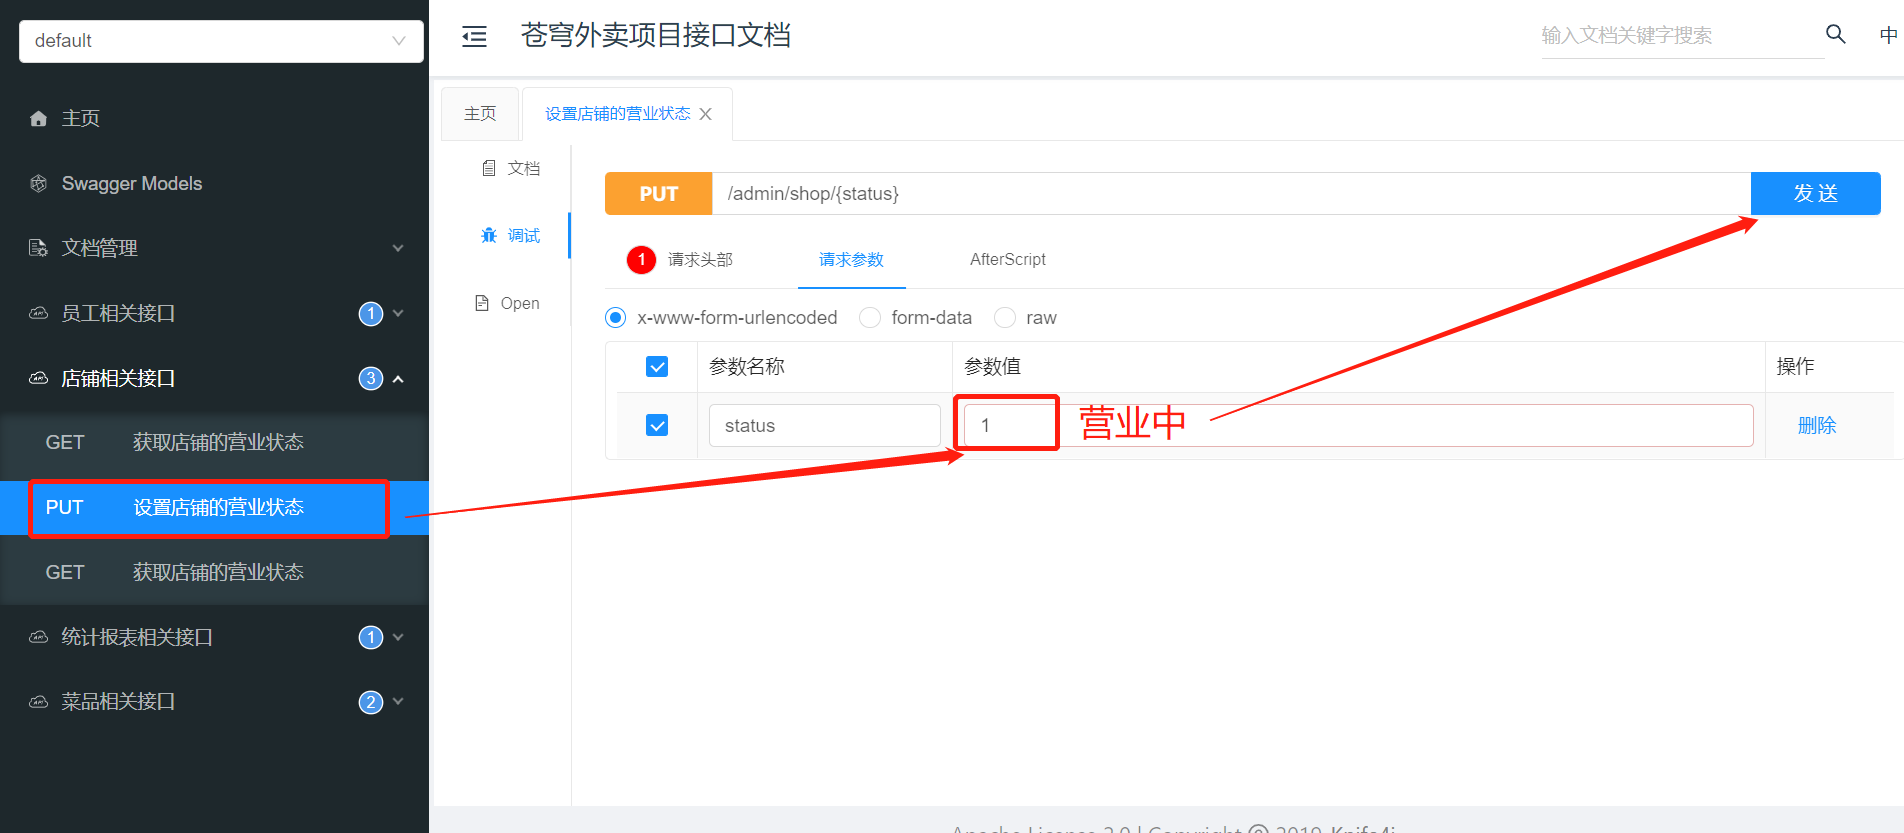 default
主页
Swagger Models
文档管理
员工相关接口 1
店铺相关接口 3
GET 获取店铺的营业状态
PUT 设置店铺的营业状态
GET 获取店铺的营业状态
统计报表相关接口 1
菜品相关接口 2
苍穹外卖项目接口文档
输入文档关键字搜索
中
主页 设置店铺的营业状态
文档
调试
Open
PUT /admin/shop/{status} 发送
1 请求头部 请求参数 AfterScript
x-www-form-urlencoded form-data raw
参数名称 参数值 操作
status 1 营业中 删除
Apache License 2.0 | Copyright © 2019-Knife4j